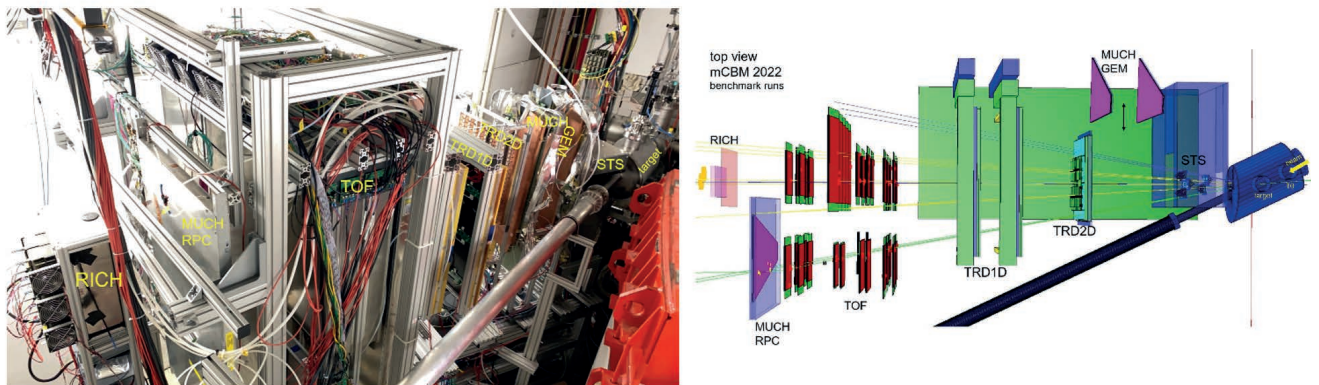 RICH
MUCH
RPC
TOF
TRD1D
TRD2D
MUCH
GEM
STS
target
top view
mCBM 2022
benchmark runs
MUCH
GEM
RICH
STS
beam
target
TRD2D
TRD1D
TOF
MUCH
RPC